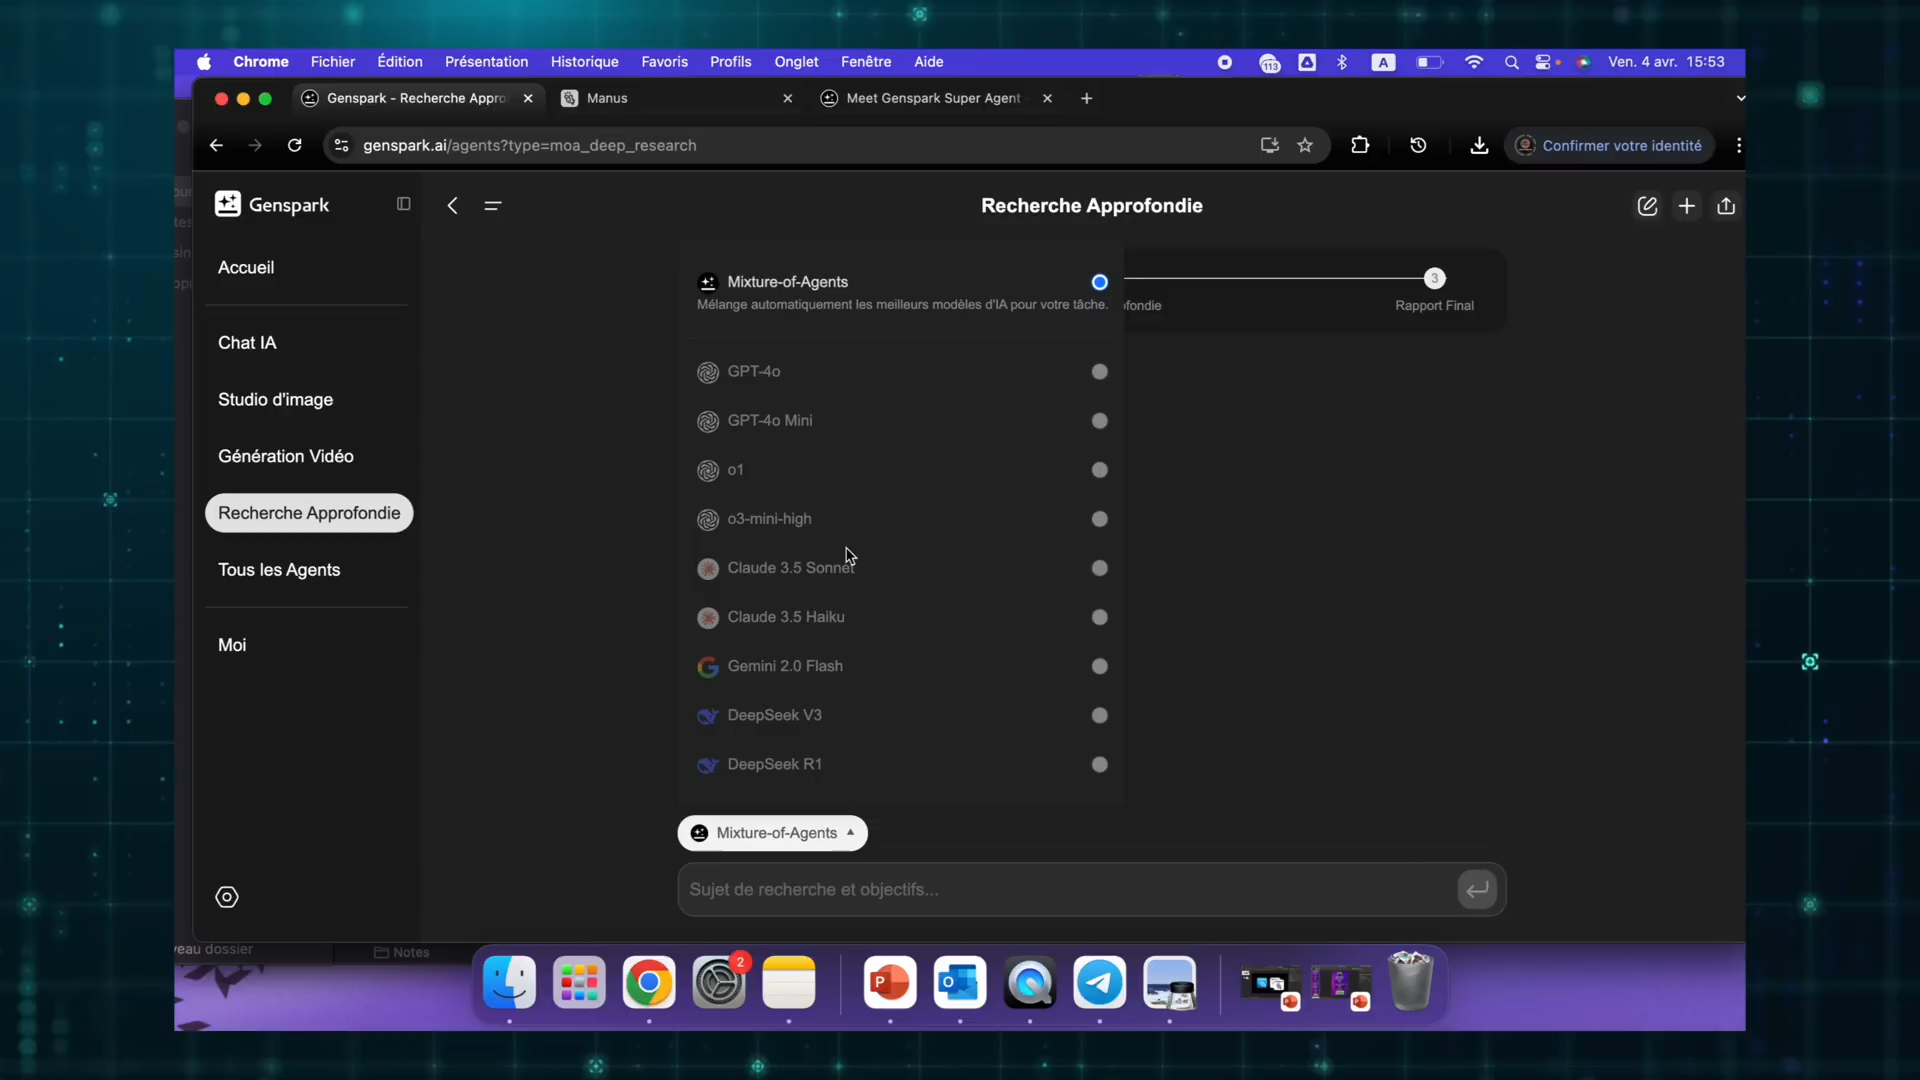 Chrome Fichier Édition Présentation Historique Favoris Profils Onglet Fenêtre Aide 113 A Ven. 4 avr. 15:53
Genspark - Recherche Appro Manus Meet Genspark Super Agent
genspark.ai/agents?type=moa_deep_research Confirmer votre identité
Genspark
Recherche Approfondie
Accueil
Chat IA
Studio d'image
Génération Vidéo
Recherche Approfondie
Tous les Agents
Moi
Mixture-of-Agents
Mélange automatiquement les meilleurs modèles d'IA pour votre tâche.
3
Rapport Final
GPT-4o
GPT-4o Mini
o1
o3-mini-high
Claude 3.5 Sonnet
Claude 3.5 Haiku
Gemini 2.0 Flash
DeepSeek V3
DeepSeek R1
Mixture-of-Agents
Sujet de recherche et objectifs...
veau dossier Notes
2